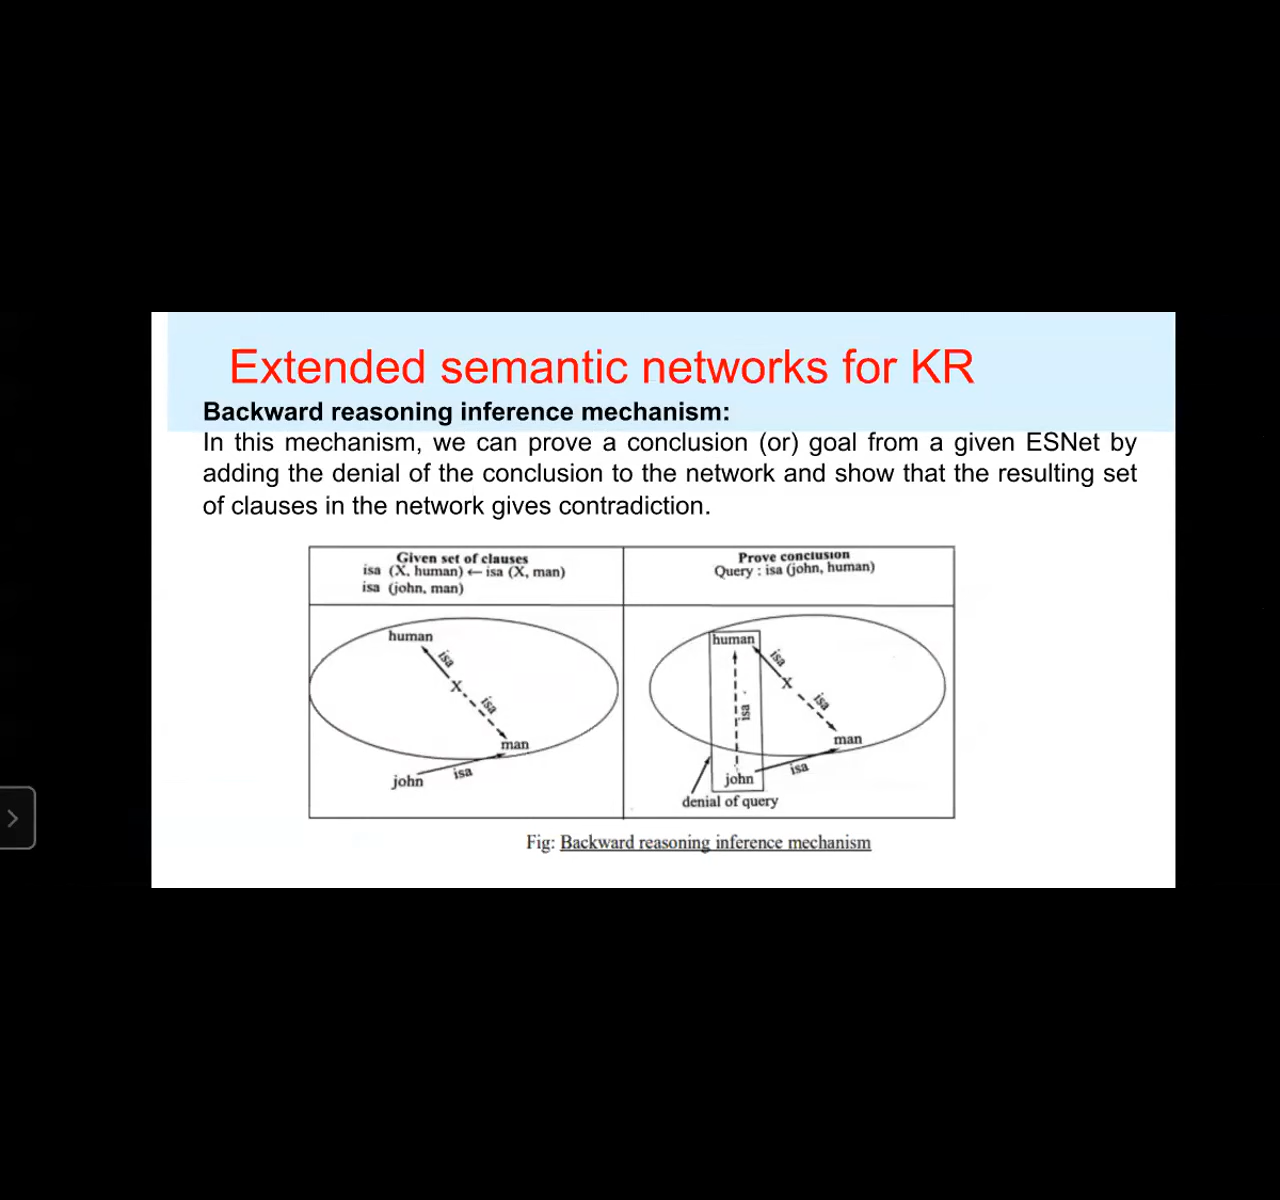 Extended semantic networks for KR
Backward reasoning inference mechanism:
In this mechanism, we can prove a conclusion (or) goal from a given ESNet by
adding the denial of the conclusion to the network and show that the resulting set
of clauses in the network gives contradiction.
Given set of clauses
isa (X, human) ← isa (X, man)
isa (john, man)
Prove conclusion
Query : isa (john, human)
human
isa
X
isa
man
john
isa
human
isa
X
isa
isa
man
john
isa
denial of query
Fig: Backward reasoning inference mechanism